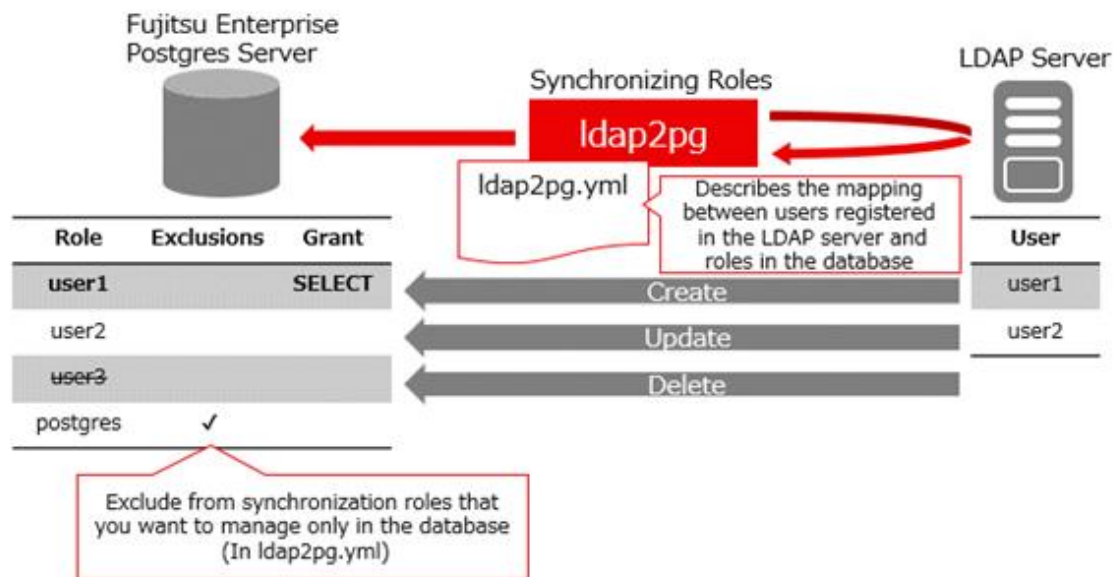 Fujitsu Enterprise
Postgres Server
Synchronizing Roles
LDAP Server
ldap2pg
ldap2pg.yml
Describes the mapping
between users registered
in the LDAP server and
roles in the database
Role Exclusions Grant
user1 SELECT
user2
user3
postgres ✓
Create
Update
Delete
User
user1
user2
Exclude from synchronization roles that
you want to manage only in the database
(In ldap2pg.yml)